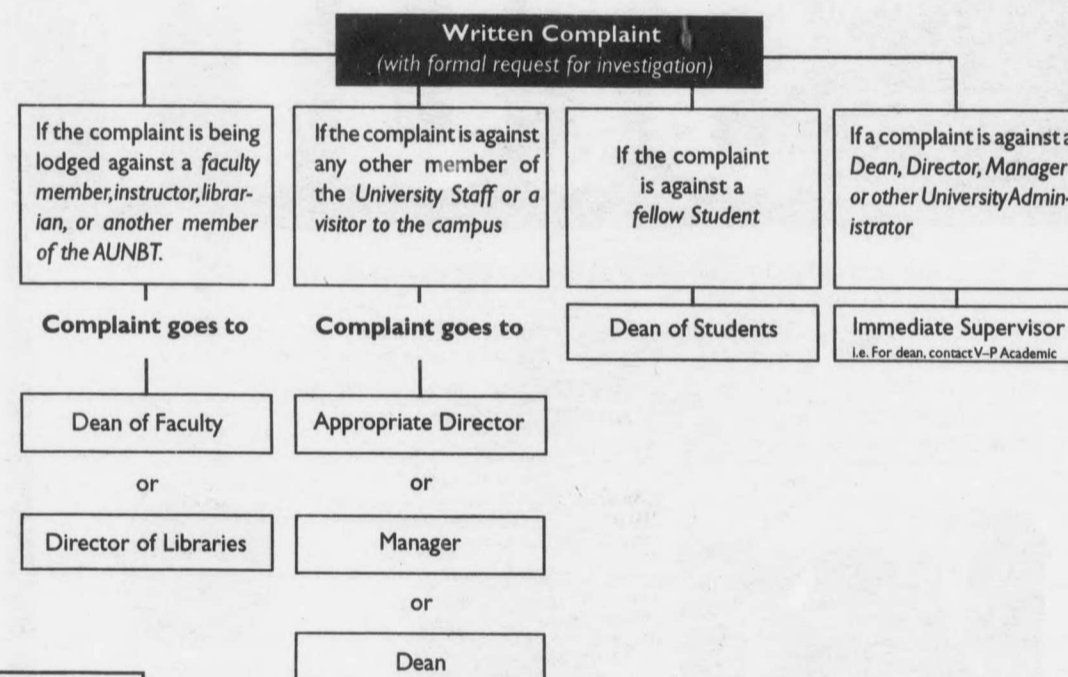 Written Complaint
(with formal request for investigation)
If the complaint is being
lodged against a faculty
member, instructor, librar-
ian, or another member
of the AUNBT.
Complaint goes to
Dean of Faculty
or
Director of Libraries
If the complaint is against
any other member of
the University Staff or a
visitor to the campus
Complaint goes to
Appropriate Director
or
Manager
or
Dean
If the complaint
is against a
fellow Student
Dean of Students
If a complaint is against a
Dean, Director, Manager
or other University Admin-
istrator
Immediate Supervisor
i.e. For dean, contact V–P Academic